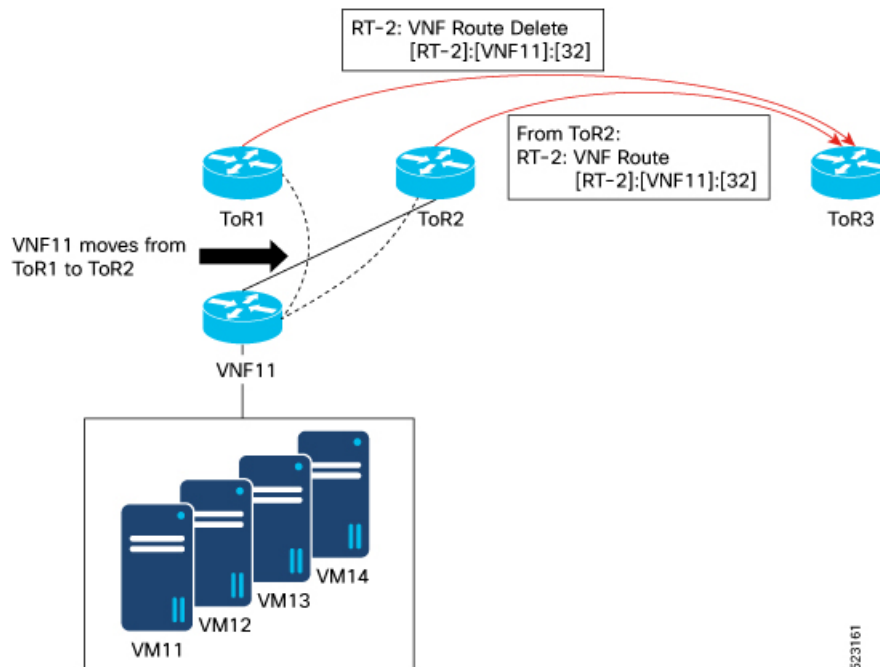 RT-2: VNF Route Delete
[RT-2]:[VNF11]:[32]
From ToR2:
RT-2: VNF Route
[RT-2]:[VNF11]:[32]
ToR1
ToR2
ToR3
VNF11 moves from
ToR1 to ToR2
VNF11
VM14
VM13
VM12
VM11
523161